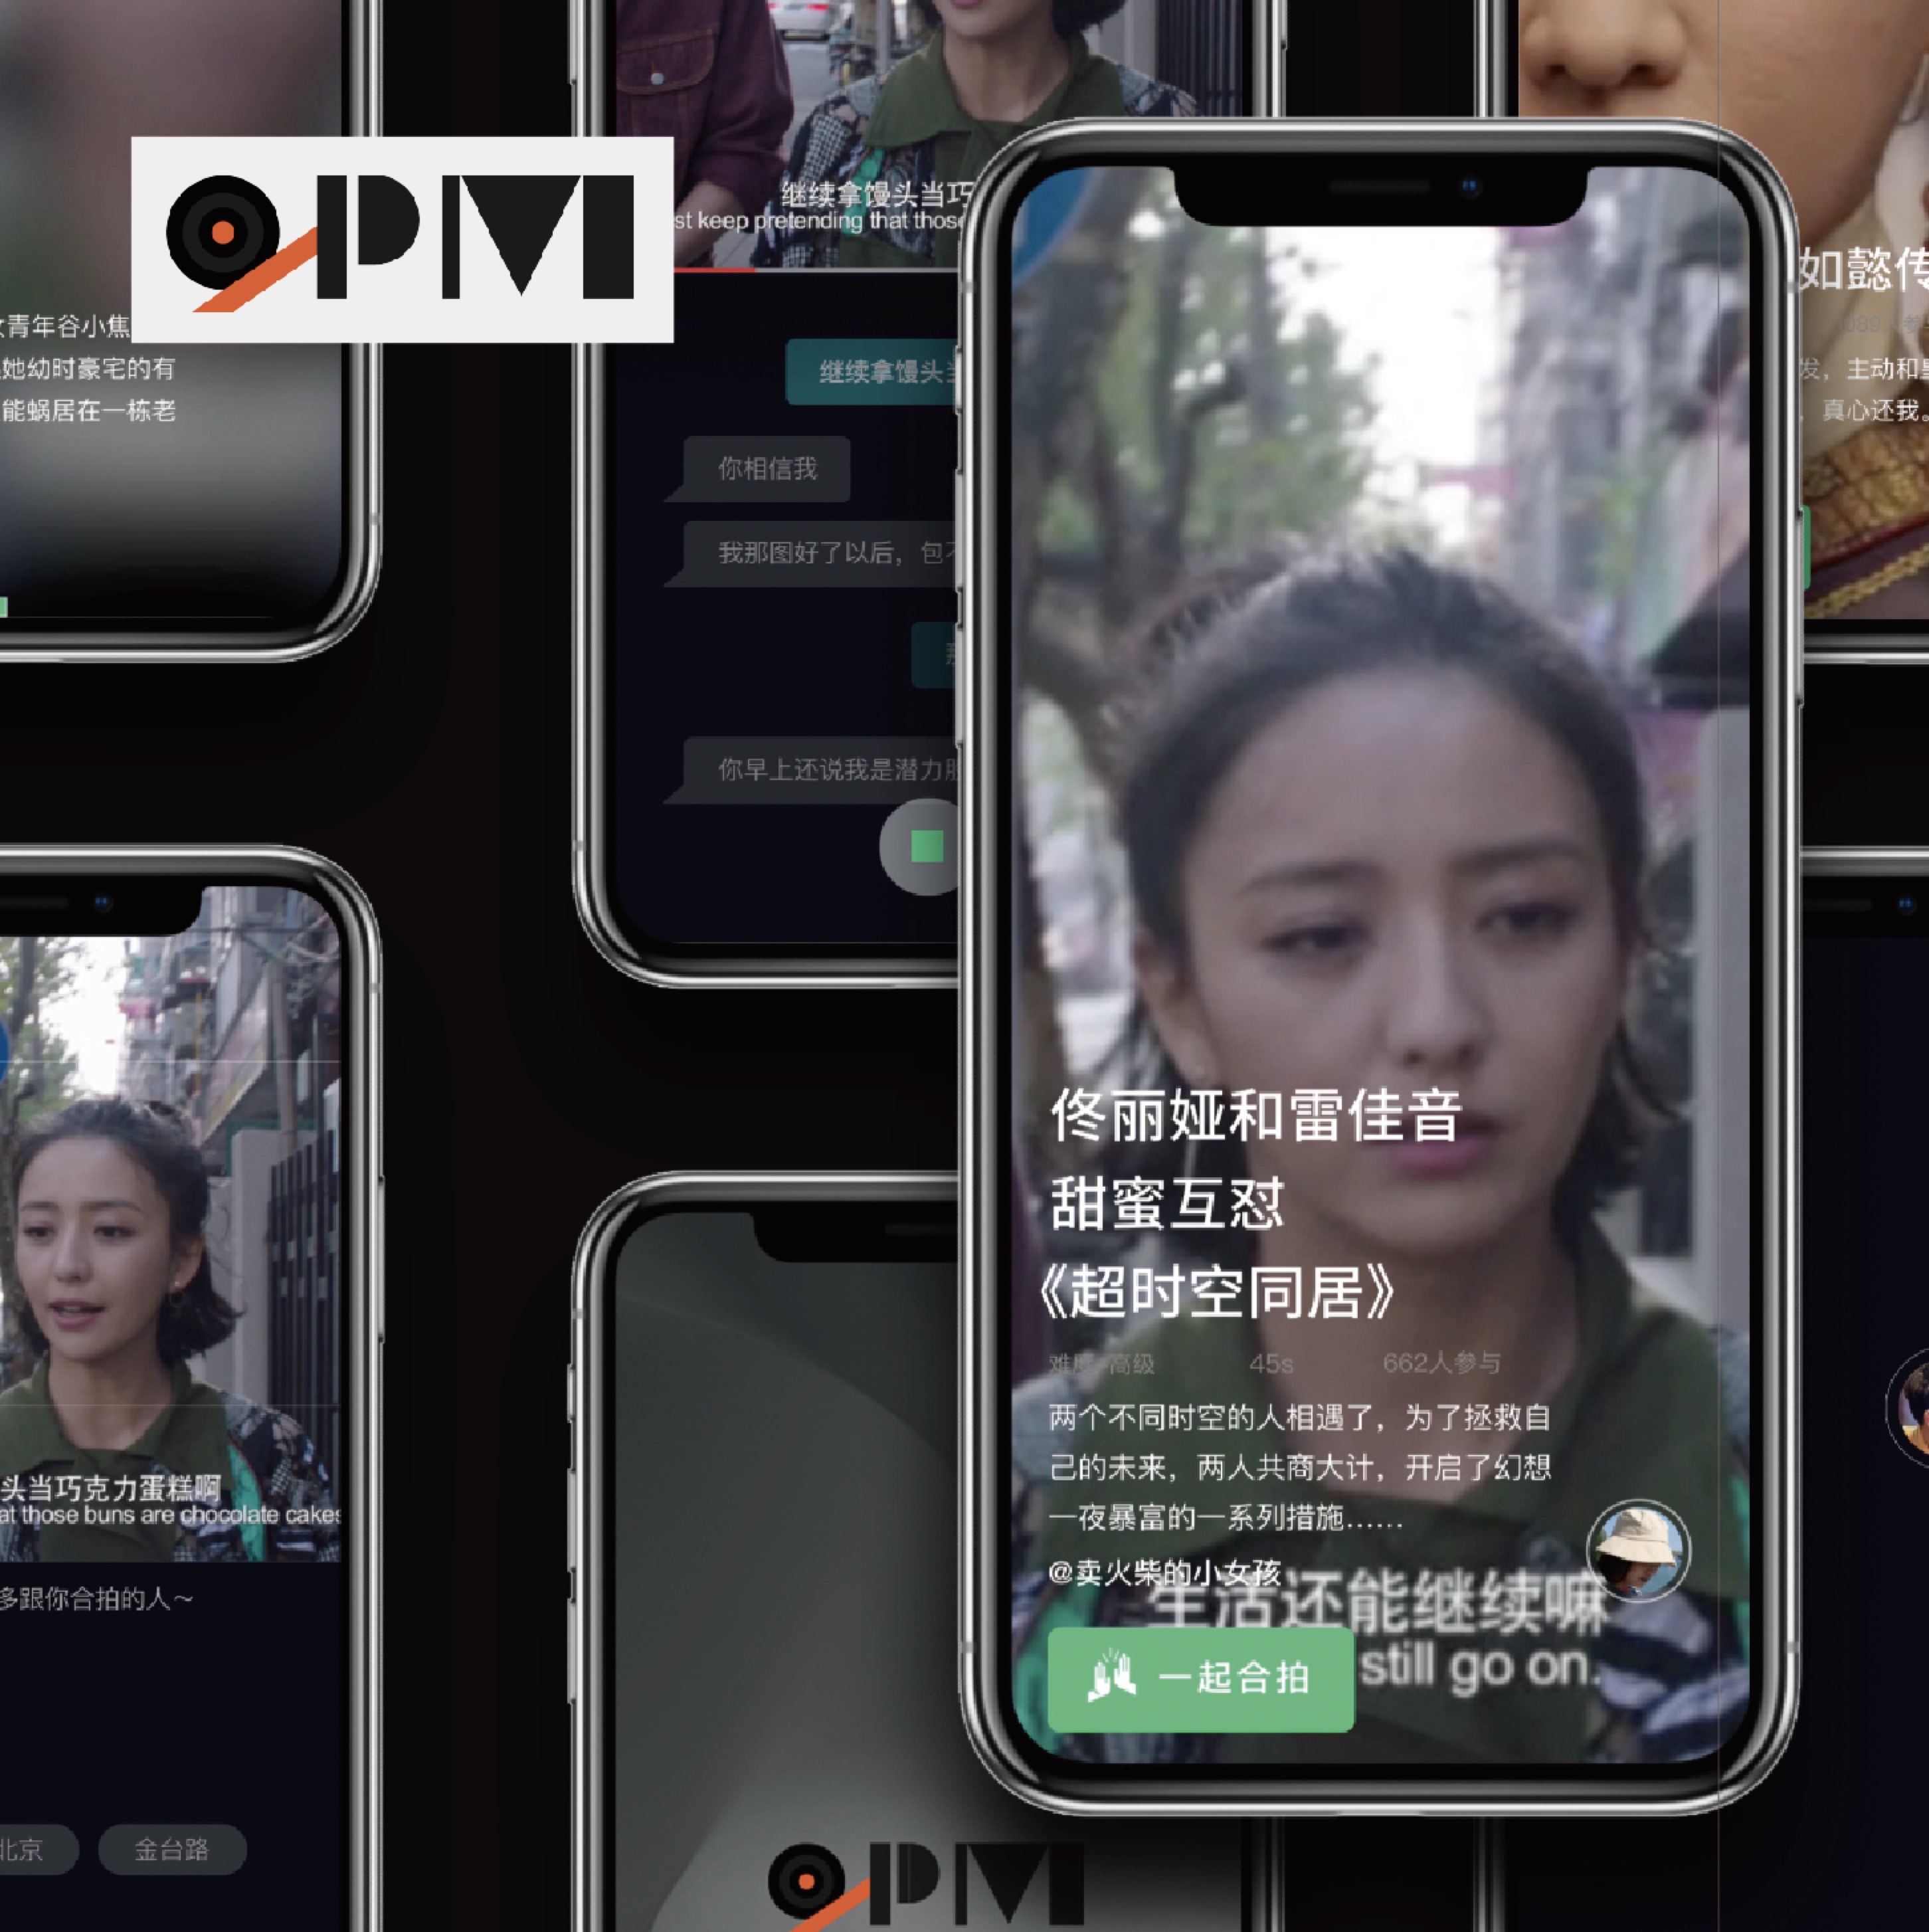 OPM
女青年谷小焦
她幼时豪宅的有
能蜗居在一栋老
继续拿馒头当巧
st keep pretending that those
继续拿馒头当
你相信我
我那图好了以后，包不
你早上还说我是潜力股
如懿传
发，主动和皇
，真心还我。
佟丽娅和雷佳音
甜蜜互怼
《超时空同居》
难度 高级 45s 662人参与
两个不同时空的人相遇了，为了拯救自
己的未来，两人共商大计，开启了幻想
一夜暴富的一系列措施……
@卖火柴的小女孩
生活还能继续嘛
still go on.
一起合拍
头当巧克力蛋糕啊
at those buns are chocolate cakes
多跟你合拍的人～
北京 金台路
OPM